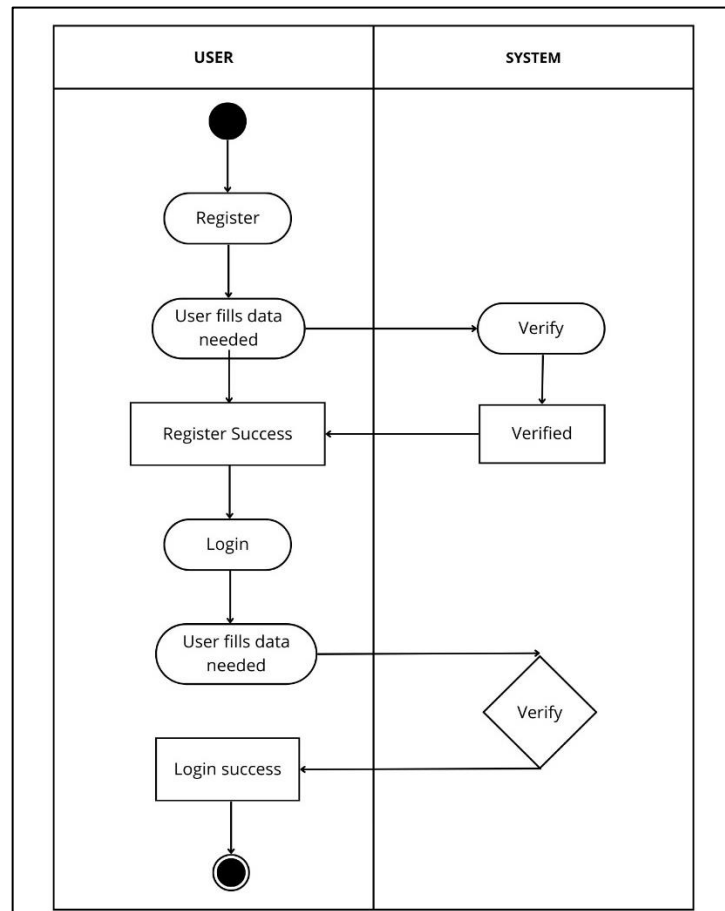 USER
SYSTEM
Register
User fills data
needed
Verify
Register Success
Verified
Login
User fills data
needed
Verify
Login success